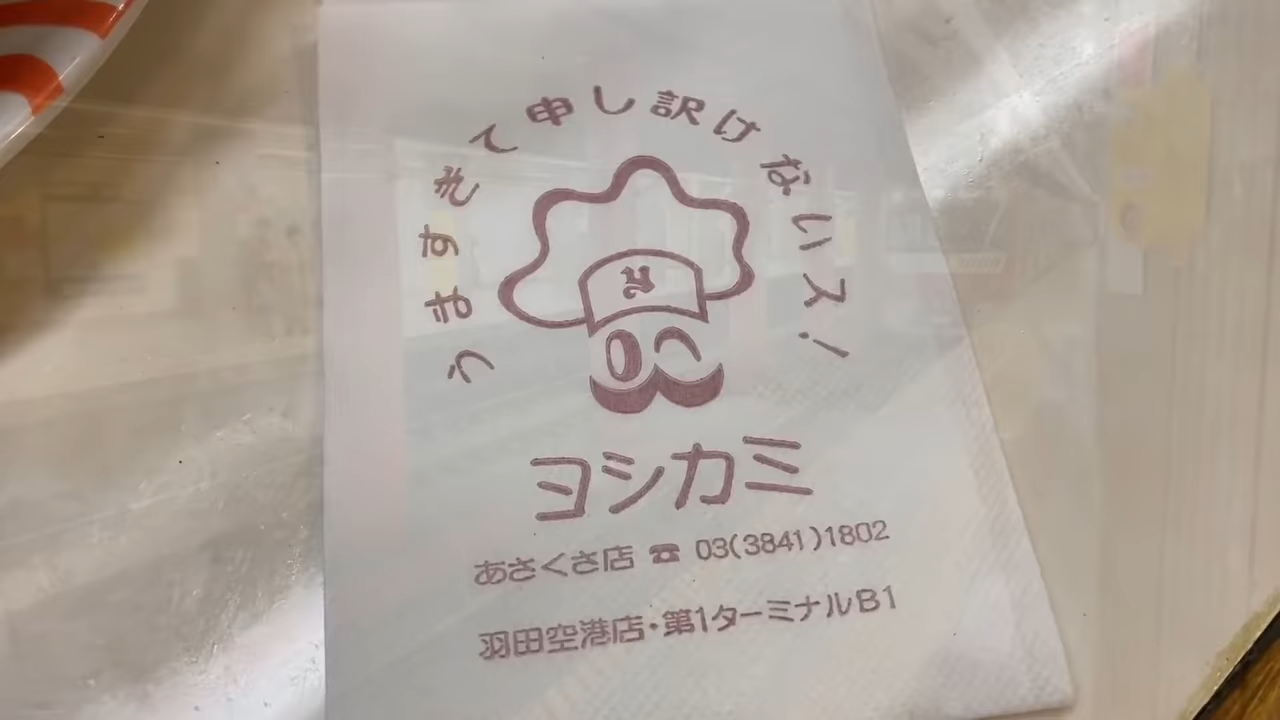 うますぎて申し訳けないス!
ヨシカミ
あさくさ店 ☎ 03(3841)1802
羽田空港店・第1ターミナルB1